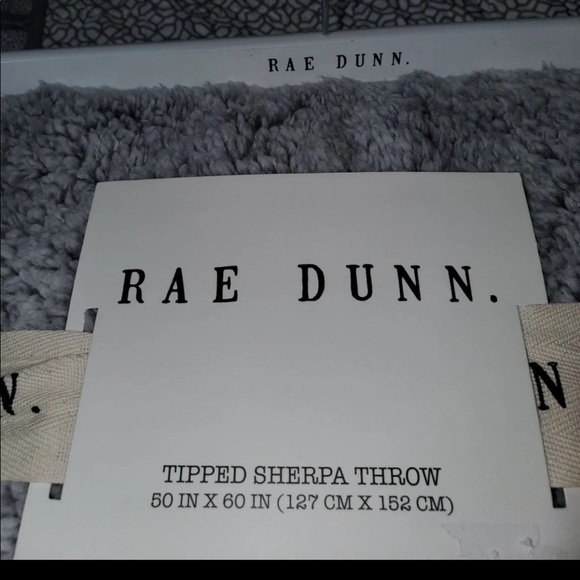 RAE DUNN.
RAE DUNN.
N.
N
TIPPED SHERPA THROW
50 IN X 60 IN (127 CM X 152 CM)